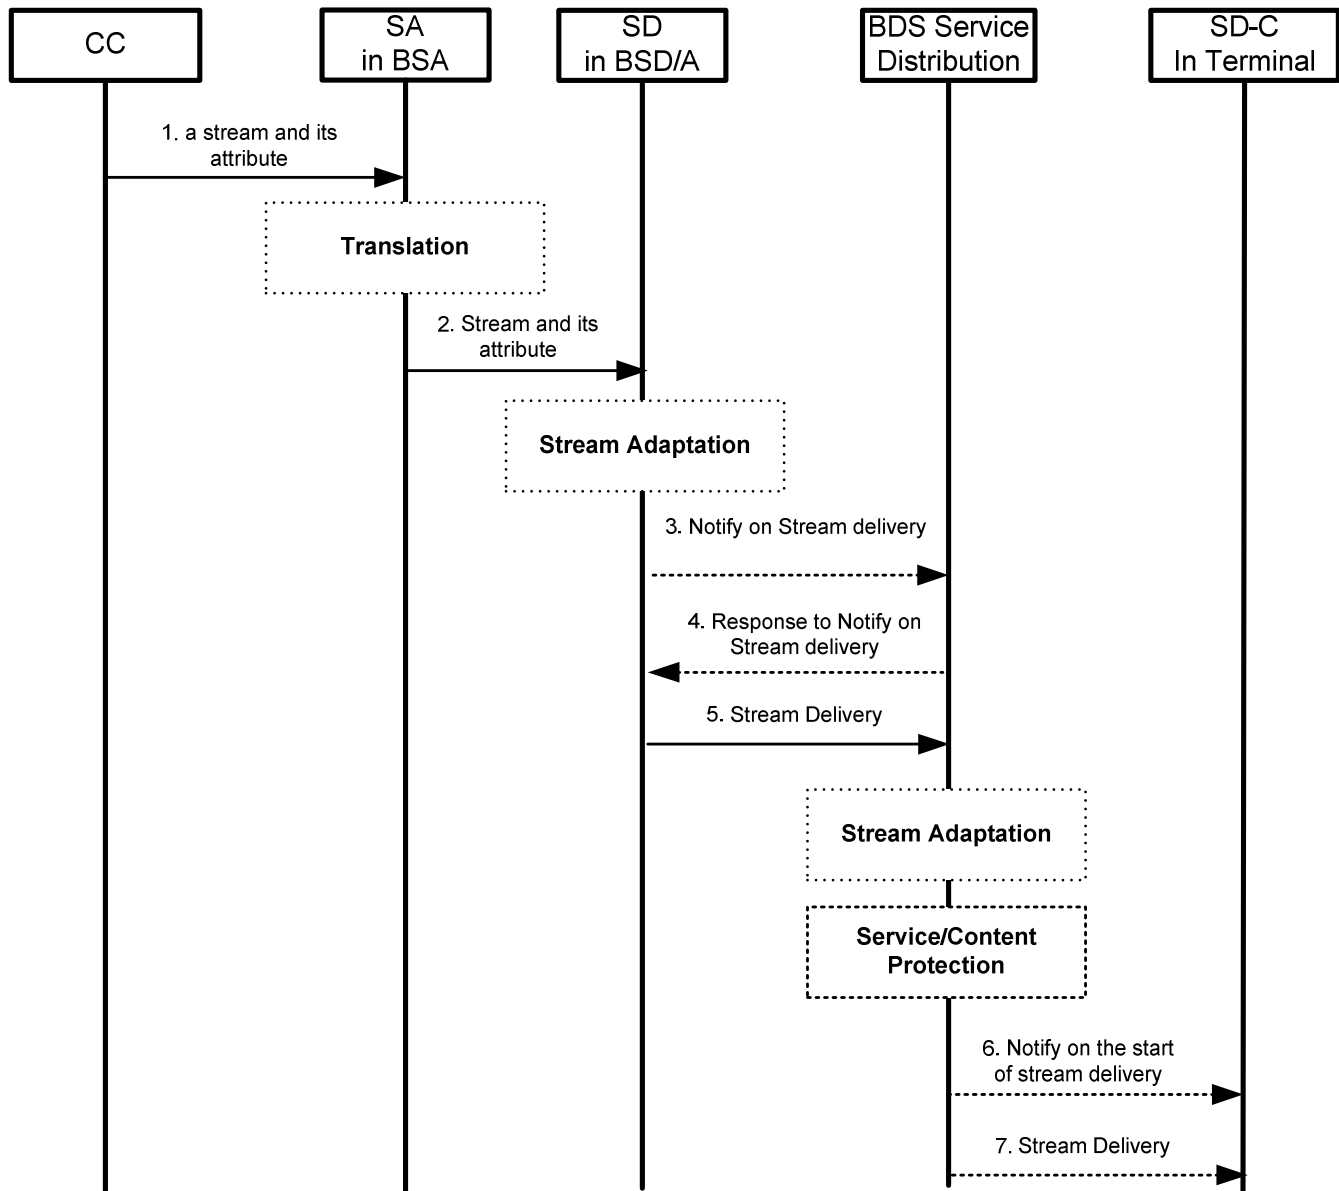 CC
SA
in BSA
SD
in BSD/A
BDS Service
Distribution
SD-C
In Terminal
1. a stream and its
attribute
Translation
2. Stream and its
attribute
Stream Adaptation
3. Notify on Stream delivery
4. Response to Notify on
Stream delivery
5. Stream Delivery
Stream Adaptation
Service/Content
Protection
6. Notify on the start
of stream delivery
7. Stream Delivery